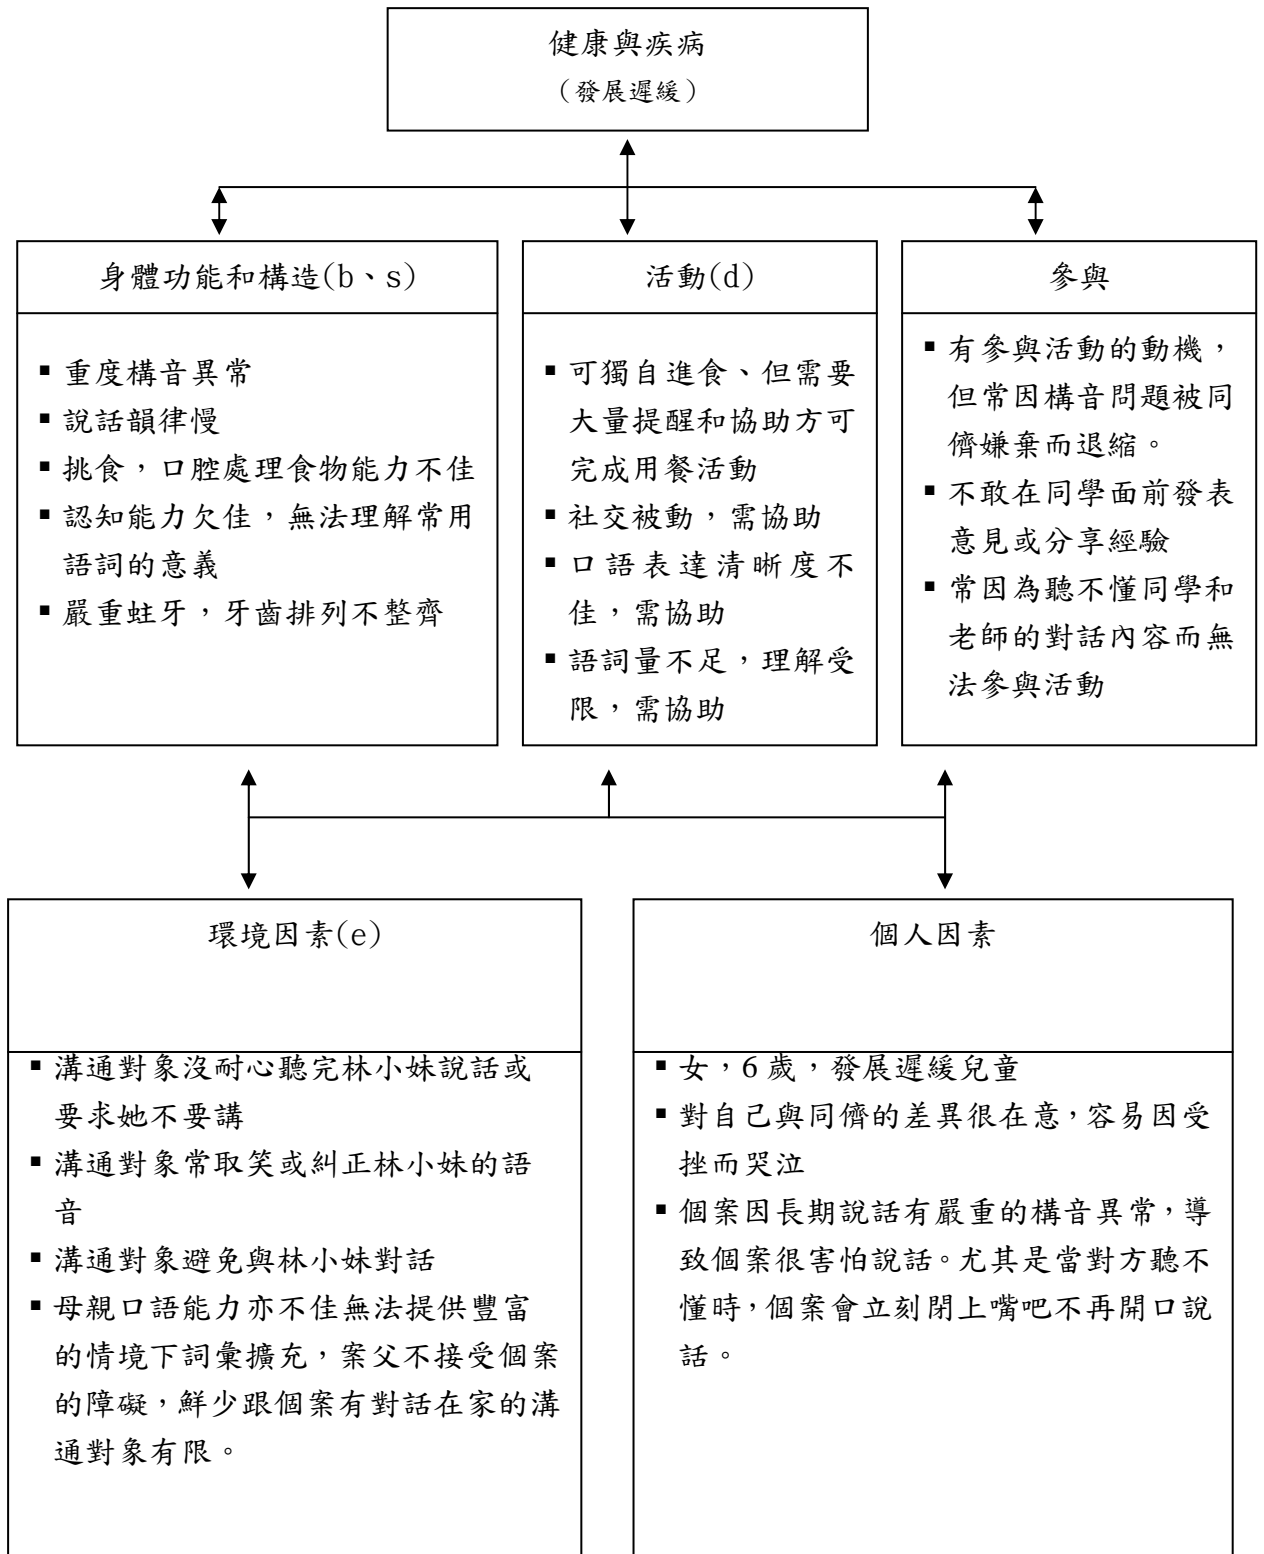 健康與疾病
（發展遲緩）
身體功能和構造(b、s)
▪ 重度構音異常
▪ 說話韻律慢
▪ 挑食，口腔處理食物能力不佳
▪ 認知能力欠佳，無法理解常用
語詞的意義
▪ 嚴重蛀牙，牙齒排列不整齊
活動(d)
▪ 可獨自進食、但需要
大量提醒和協助方可
完成用餐活動
▪ 社交被動，需協助
▪ 口語表達清晰度不
佳，需協助
▪ 語詞量不足，理解受
限，需協助
參與
▪ 有參與活動的動機，
但常因構音問題被同
儕嫌棄而退縮。
▪ 不敢在同學面前發表
意見或分享經驗
▪ 常因為聽不懂同學和
老師的對話內容而無
法參與活動
環境因素(e)
▪ 溝通對象沒耐心聽完林小妹說話或
要求她不要講
▪ 溝通對象常取笑或糾正林小妹的語
音
▪ 溝通對象避免與林小妹對話
▪ 母親口語能力亦不佳無法提供豐富
的情境下詞彙擴充，案父不接受個案
的障礙，鮮少跟個案有對話在家的溝
通對象有限。
個人因素
▪ 女，6 歲，發展遲緩兒童
▪ 對自己與同儕的差異很在意，容易因受
挫而哭泣
▪ 個案因長期說話有嚴重的構音異常，導
致個案很害怕說話。尤其是當對方聽不
懂時，個案會立刻閉上嘴吧不再開口說
話。